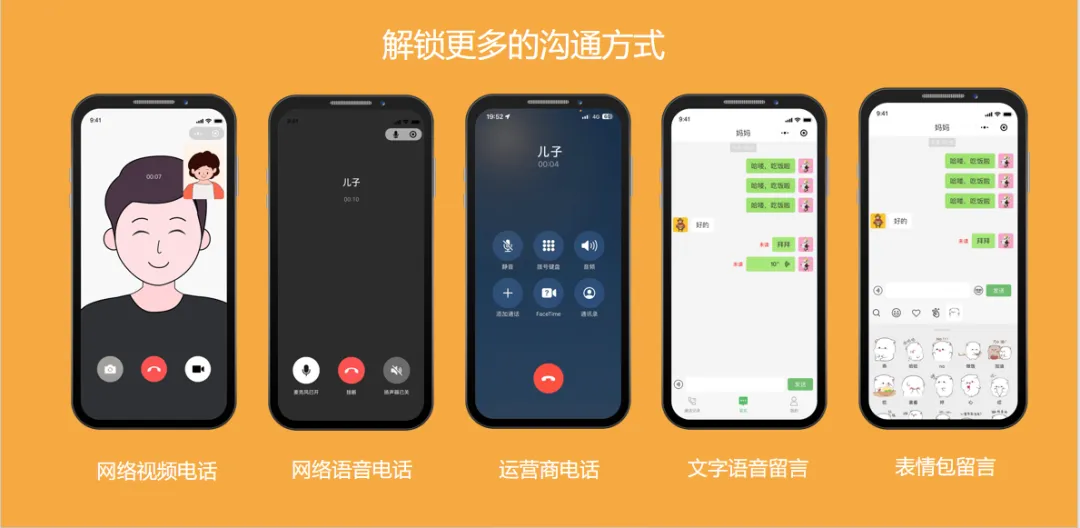 解锁更多的沟通方式
9:41
00:07
网络视频电话
9:41
儿子
00:10
麦克风已开
挂断
扬声器已关
网络语音电话
19:52
4G
儿子
00:04
静音
拨号键盘
音频
添加通话
FaceTime
通讯录
运营商电话
9:41
妈妈
哈喽，吃饭啦
哈喽，吃饭啦
哈喽，吃饭啦
好的
未读
拜拜
未读
10"
发送
我的
文字语音留言
9:41
妈妈
哈喽，吃饭啦
哈喽，吃饭啦
哈喽，吃饭啦
好的
未读
拜拜
发送
表情包留言